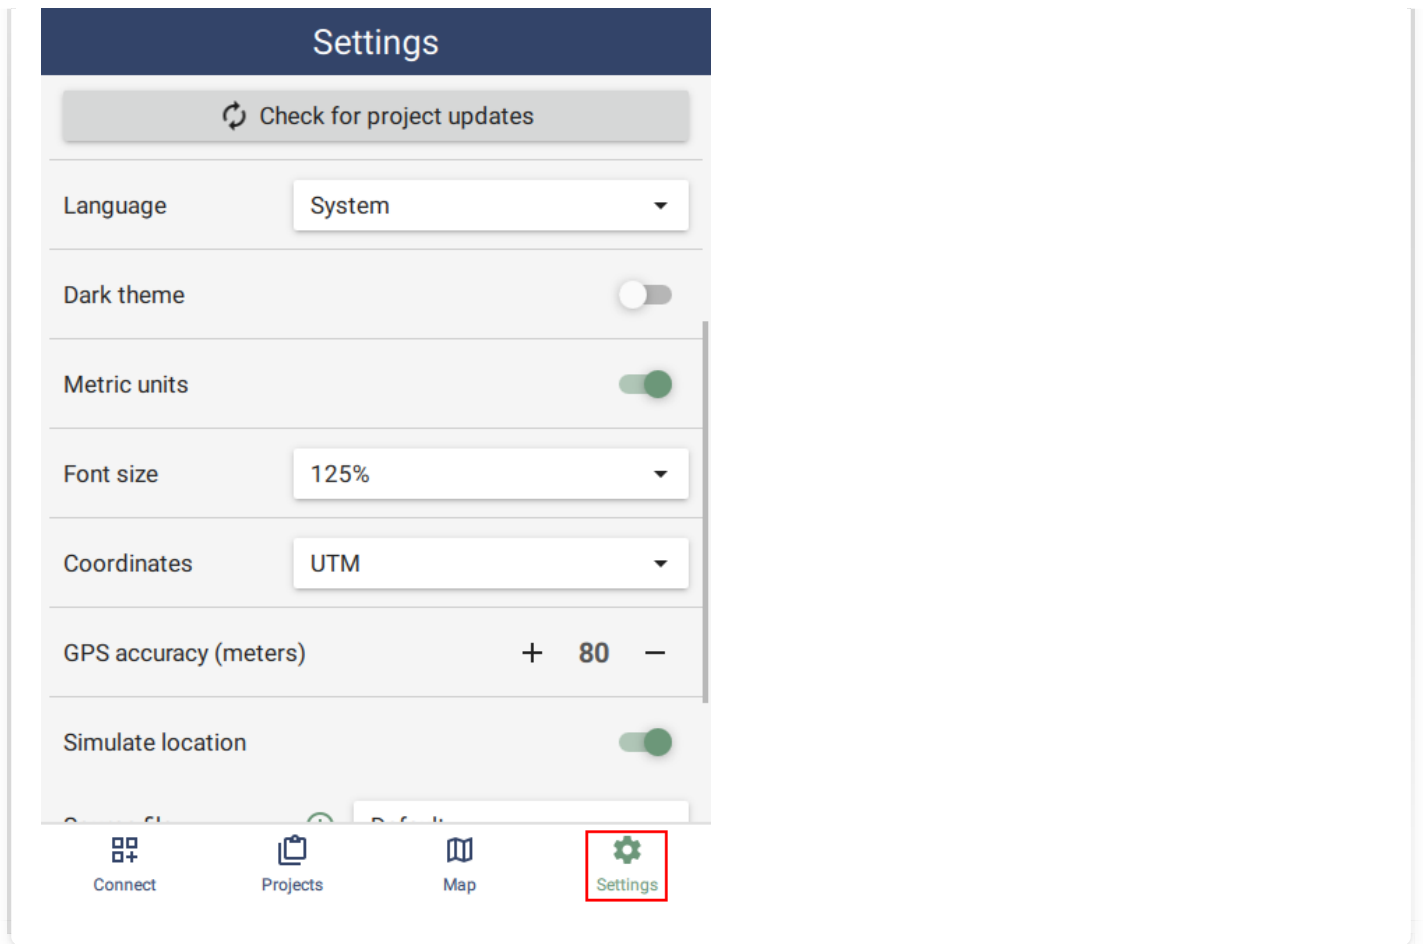 Settings
Check for project updates
Language System
Dark theme
Metric units
Font size 125%
Coordinates UTM
GPS accuracy (meters) + 80 −
Simulate location
Connect Projects Map Settings